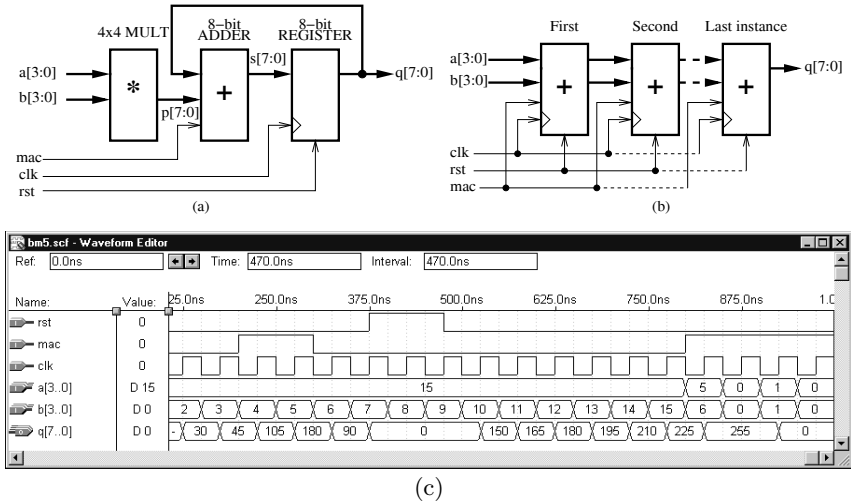 4x4 MULT
8-bit
ADDER
8-bit
REGISTER
a[3:0]
b[3:0]
*
p[7:0]
+
s[7:0]
q[7:0]
mac
clk
rst
(a)
First
Second
Last instance
a[3:0]
b[3:0]
+
+
+
q[7:0]
clk
rst
mac
(b)
bm5.scf - Waveform Editor
Ref: 0.0ns Time: 470.0ns Interval: 470.0ns
Name: Value: 25.0ns 250.0ns 375.0ns 500.0ns 625.0ns 750.0ns 875.0ns 1.0
rst 0
mac 0
clk 0
a[3..0] D 15 15 5 0 1 0
b[3..0] D 0 2 3 4 5 6 7 8 9 10 11 12 13 14 15 6 0 1 0
q[7..0] D 0 - 30 45 105 180 90 0 150 165 180 195 210 225 255 0
(c)